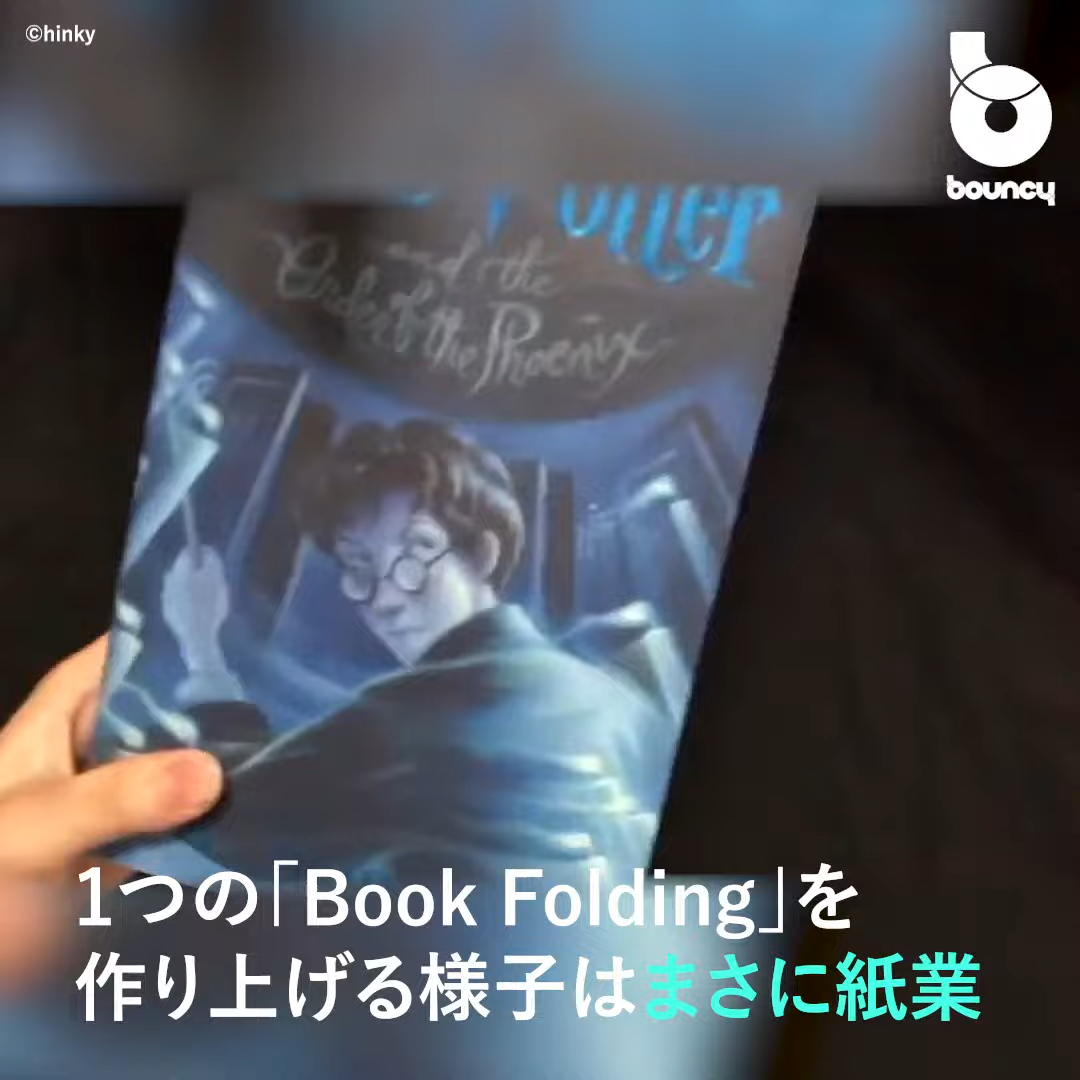 ©hinky
bouncy
Potter
and the
Order of the Phoenix
1つの「Book Folding」を
作り上げる様子はまさに紙業